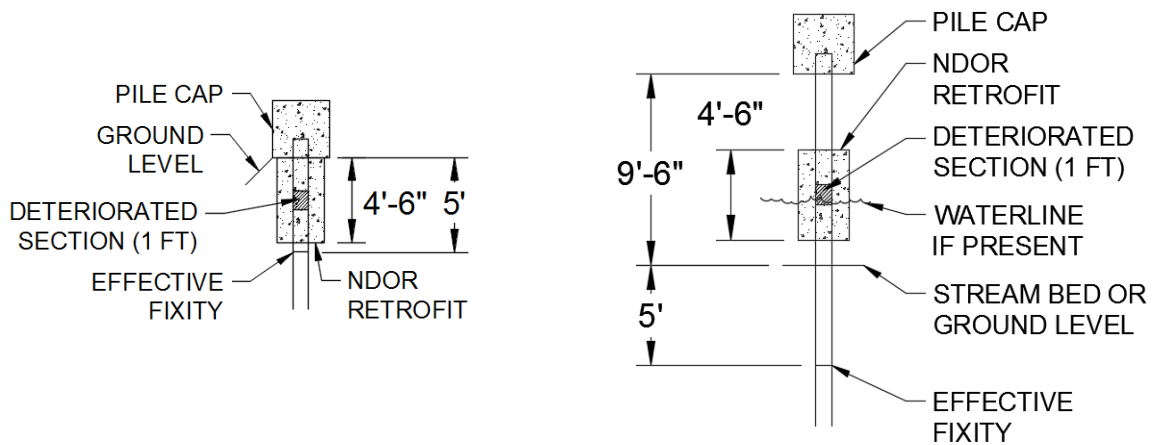 PILE CAP
GROUND
LEVEL
DETERIORATED
SECTION (1 FT)
EFFECTIVE
FIXITY
4'-6"
5'
NDOR
RETROFIT
9'-6"
4'-6"
5'
PILE CAP
NDOR
RETROFIT
DETERIORATED
SECTION (1 FT)
WATERLINE
IF PRESENT
STREAM BED OR
GROUND LEVEL
EFFECTIVE
FIXITY